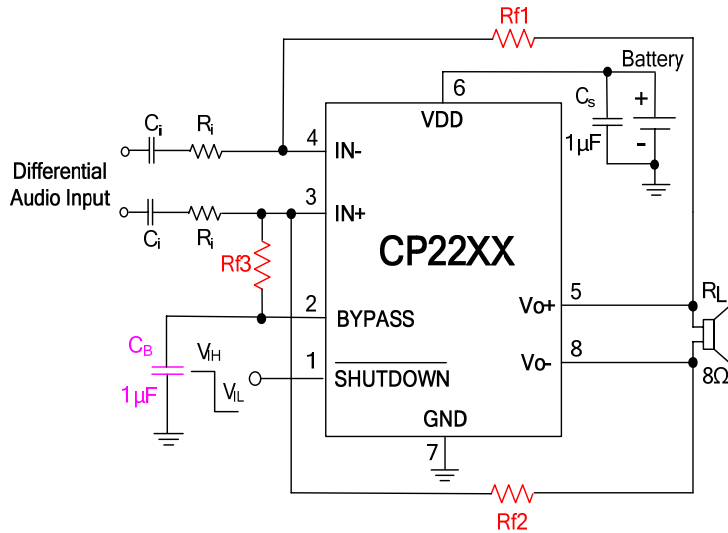 Rf1
Battery
6
VDD
Cs
1µF
+
-
Ci
Ri
4
IN-
Differential
Audio Input
3
IN+
Ci
Ri
Rf3
CP22XX
2
BYPASS
5
Vo+
RL
8
Vo-
8Ω
CB
1µF
VIH
VIL
1
SHUTDOWN
GND
7
Rf2